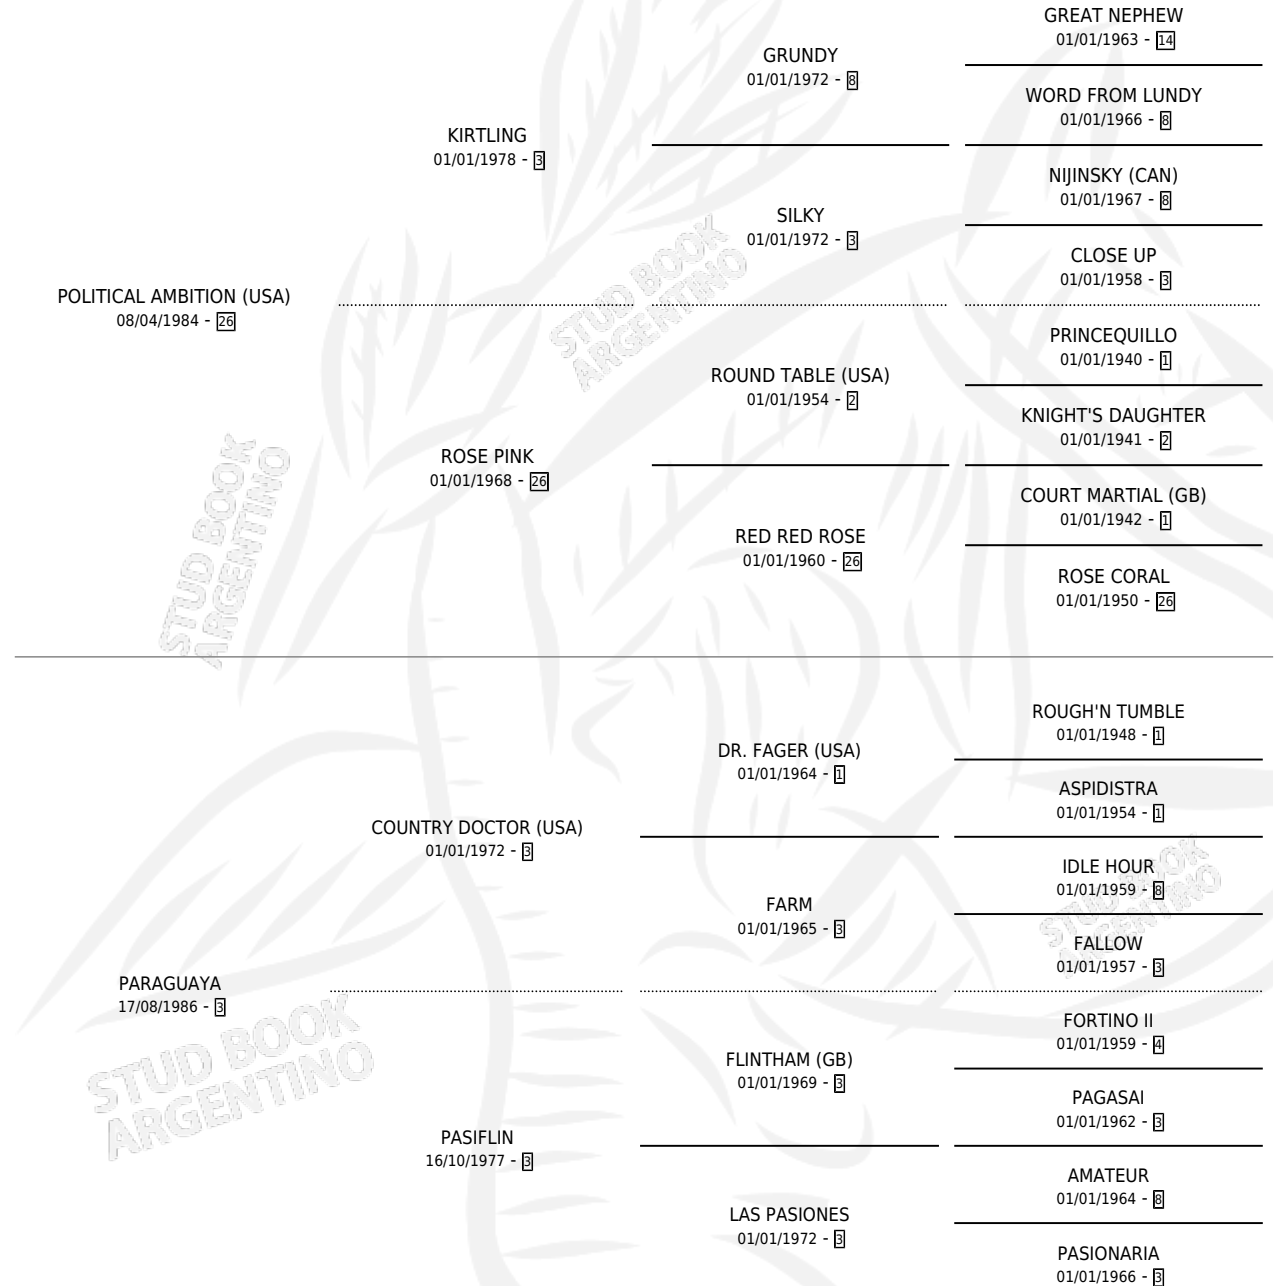 GREAT NEPHEW
01/01/1963 - 14
GRUNDY
01/01/1972 - 8
WORD FROM LUNDY
01/01/1966 - 8
KIRTLING
01/01/1978 - 3
NIJINSKY (CAN)
01/01/1967 - 8
SILKY
01/01/1972 - 3
CLOSE UP
01/01/1958 - 3
POLITICAL AMBITION (USA)
08/04/1984 - 26
PRINCEQUILLO
01/01/1940 - 1
ROUND TABLE (USA)
01/01/1954 - 2
KNIGHT'S DAUGHTER
01/01/1941 - 2
ROSE PINK
01/01/1968 - 26
COURT MARTIAL (GB)
01/01/1942 - 1
RED RED ROSE
01/01/1960 - 26
ROSE CORAL
01/01/1950 - 26
STUD BOOK
ARGENTINO
STUD BOOK
ARGENTINO
ROUGH'N TUMBLE
01/01/1948 - 1
DR. FAGER (USA)
01/01/1964 - 1
ASPIDISTRA
01/01/1954 - 1
COUNTRY DOCTOR (USA)
01/01/1972 - 3
IDLE HOUR
01/01/1959 - 8
FARM
01/01/1965 - 3
FALLOW
01/01/1957 - 3
STUD BOOK
ARGENTINO
PARAGUAYA
17/08/1986 - 3
FORTINO II
01/01/1959 - 4
FLINTHAM (GB)
01/01/1969 - 3
PAGASAI
01/01/1962 - 3
STUD BOOK
ARGENTINO
PASIFLIN
16/10/1977 - 3
AMATEUR
01/01/1964 - 8
LAS PASIONES
01/01/1972 - 3
PASIONARIA
01/01/1966 - 3